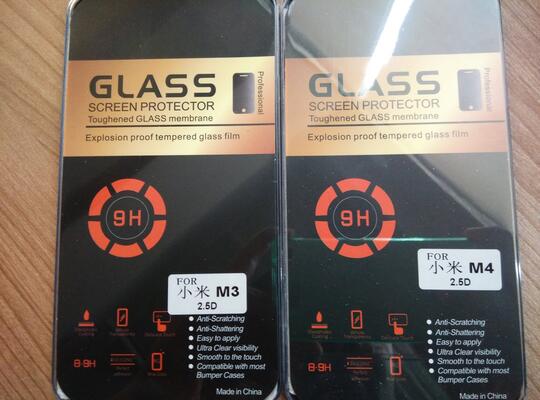 GLASS
SCREEN PROTECTOR
Toughened GLASS membrane
Professional
Explosion proof tempered glass film
9H
FOR
小米 M3
2.5D
Anti-Scratching
Anti-Shattering
Easy to apply
Ultra Clear visibility
Smooth to the touch
Compatible with most
Bumper Cases
8-9H
Made in China
GLASS
SCREEN PROTECTOR
Toughened GLASS membrane
Professional
Explosion proof tempered glass film
9H
FOR
小米 M4
2.5D
Anti-Scratching
Anti-Shattering
Easy to apply
Ultra Clear visibility
Smooth to the touch
Compatible with most
Bumper Cases
8-9H
Made in China